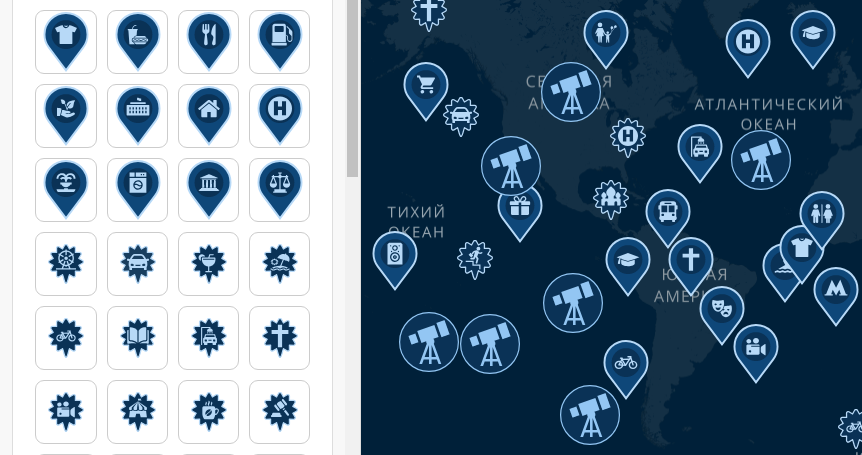 СЕВЕРНАЯ
АМЕРИКА
АТЛАНТИЧЕСКИЙ
ОКЕАН
ТИХИЙ
ОКЕАН
ЮЖНАЯ
АМЕРИКА